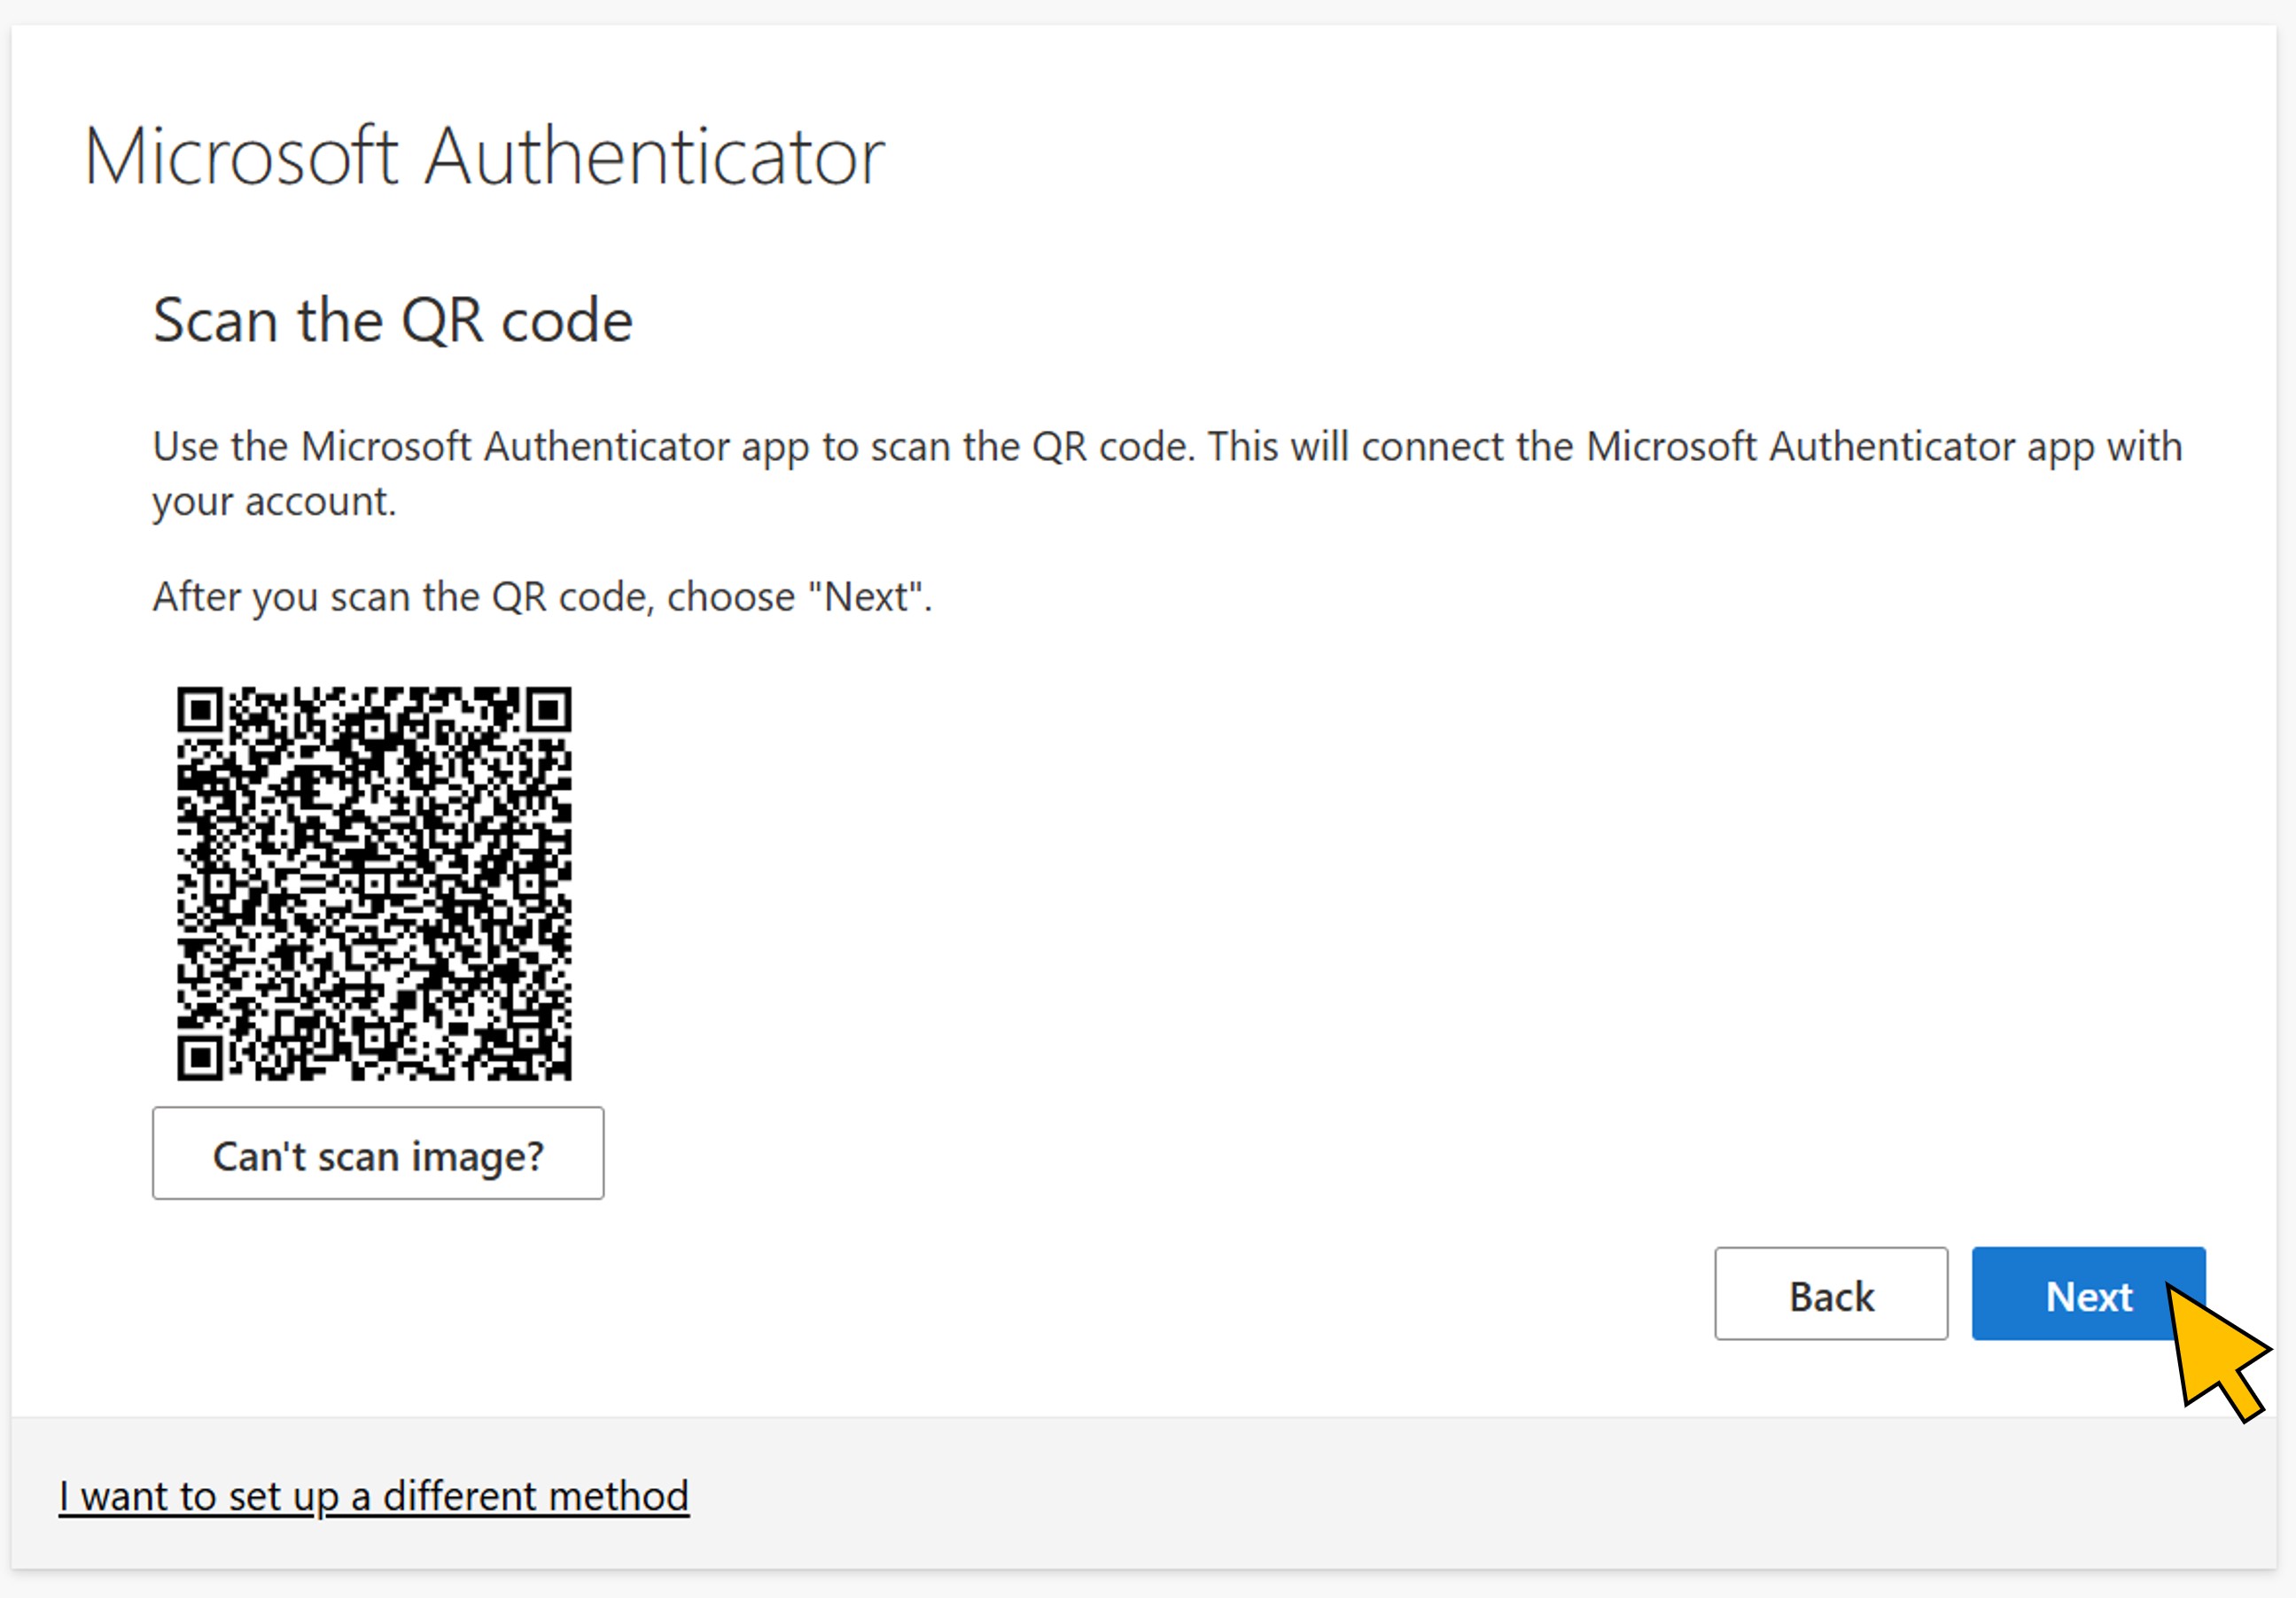 Microsoft Authenticator
Scan the QR code
Use the Microsoft Authenticator app to scan the QR code. This will connect the Microsoft Authenticator app with
your account.
After you scan the QR code, choose "Next".
Can't scan image?
Back
Next
I want to set up a different method